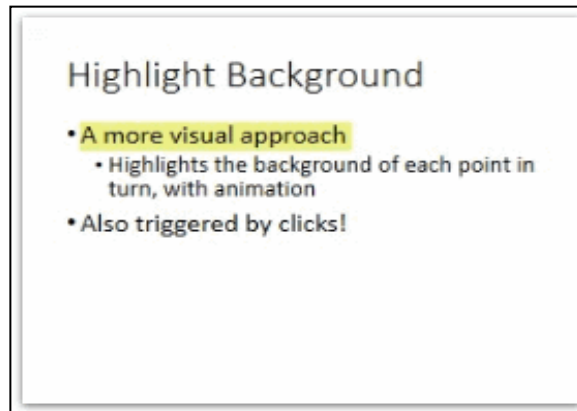 Highlight Background
• A more visual approach
• Highlights the background of each point in
turn, with animation
• Also triggered by clicks!